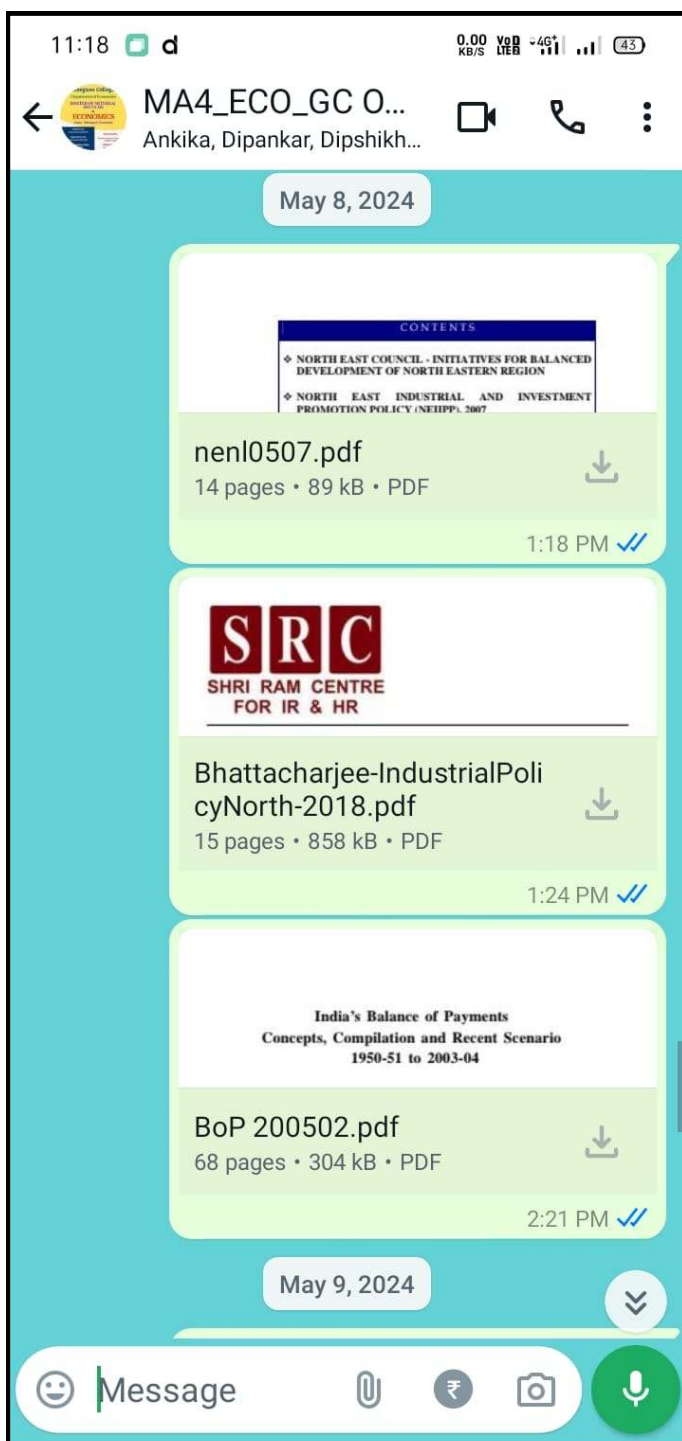 11:18 d 0.00 KB/S VoD LTE 4G+ 43
MA4_ECO_GC O...
Ankika, Dipankar, Dipshikh...
ECONOMICS
May 8, 2024
CONTENTS
❖ NORTH EAST COUNCIL - INITIATIVES FOR BALANCED
DEVELOPMENT OF NORTH EASTERN REGION
❖ NORTH EAST INDUSTRIAL AND INVESTMENT
PROMOTION POLICY (NEIIPP), 2007
nenl0507.pdf
14 pages • 89 kB • PDF
1:18 PM
SRC
SHRI RAM CENTRE
FOR IR & HR
Bhattacharjee-IndustrialPoli
cyNorth-2018.pdf
15 pages • 858 kB • PDF
1:24 PM
India's Balance of Payments
Concepts, Compilation and Recent Scenario
1950-51 to 2003-04
BoP 200502.pdf
68 pages • 304 kB • PDF
2:21 PM
May 9, 2024
Message
₹